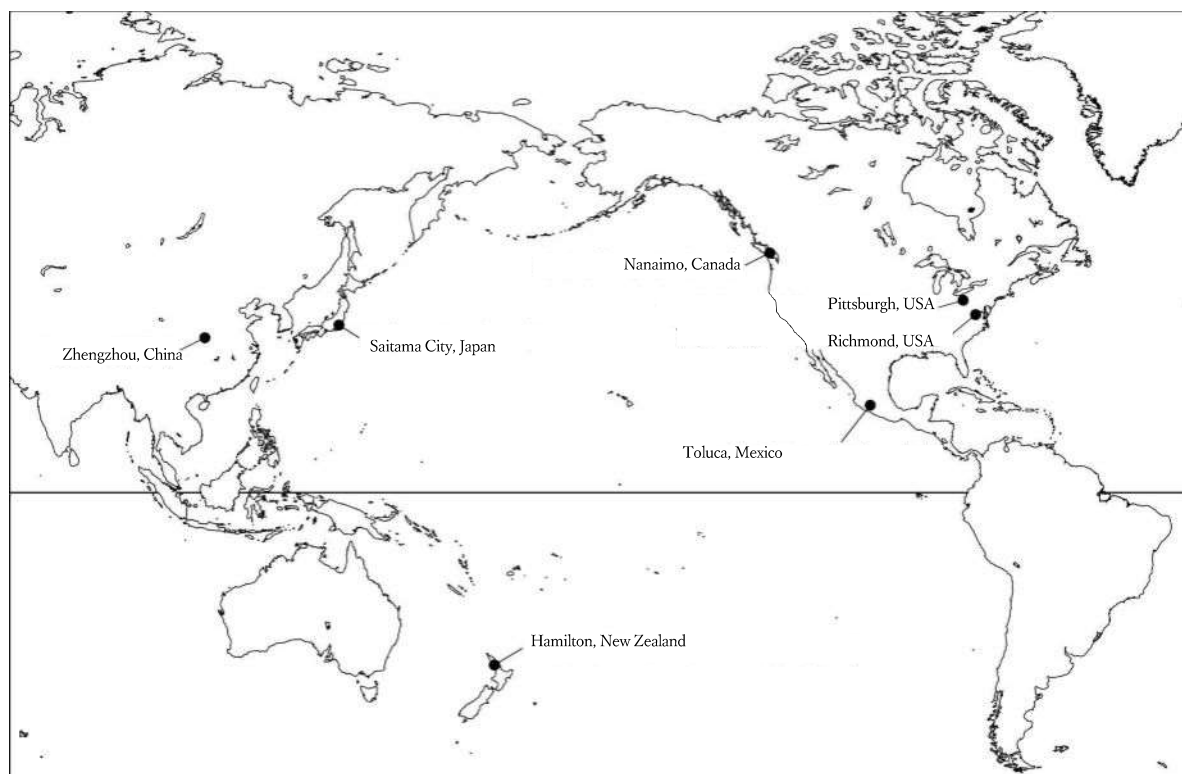 Nanaimo, Canada
Pittsburgh, USA
Richmond, USA
Zhengzhou, China
Saitama City, Japan
Toluca, Mexico
Hamilton, New Zealand